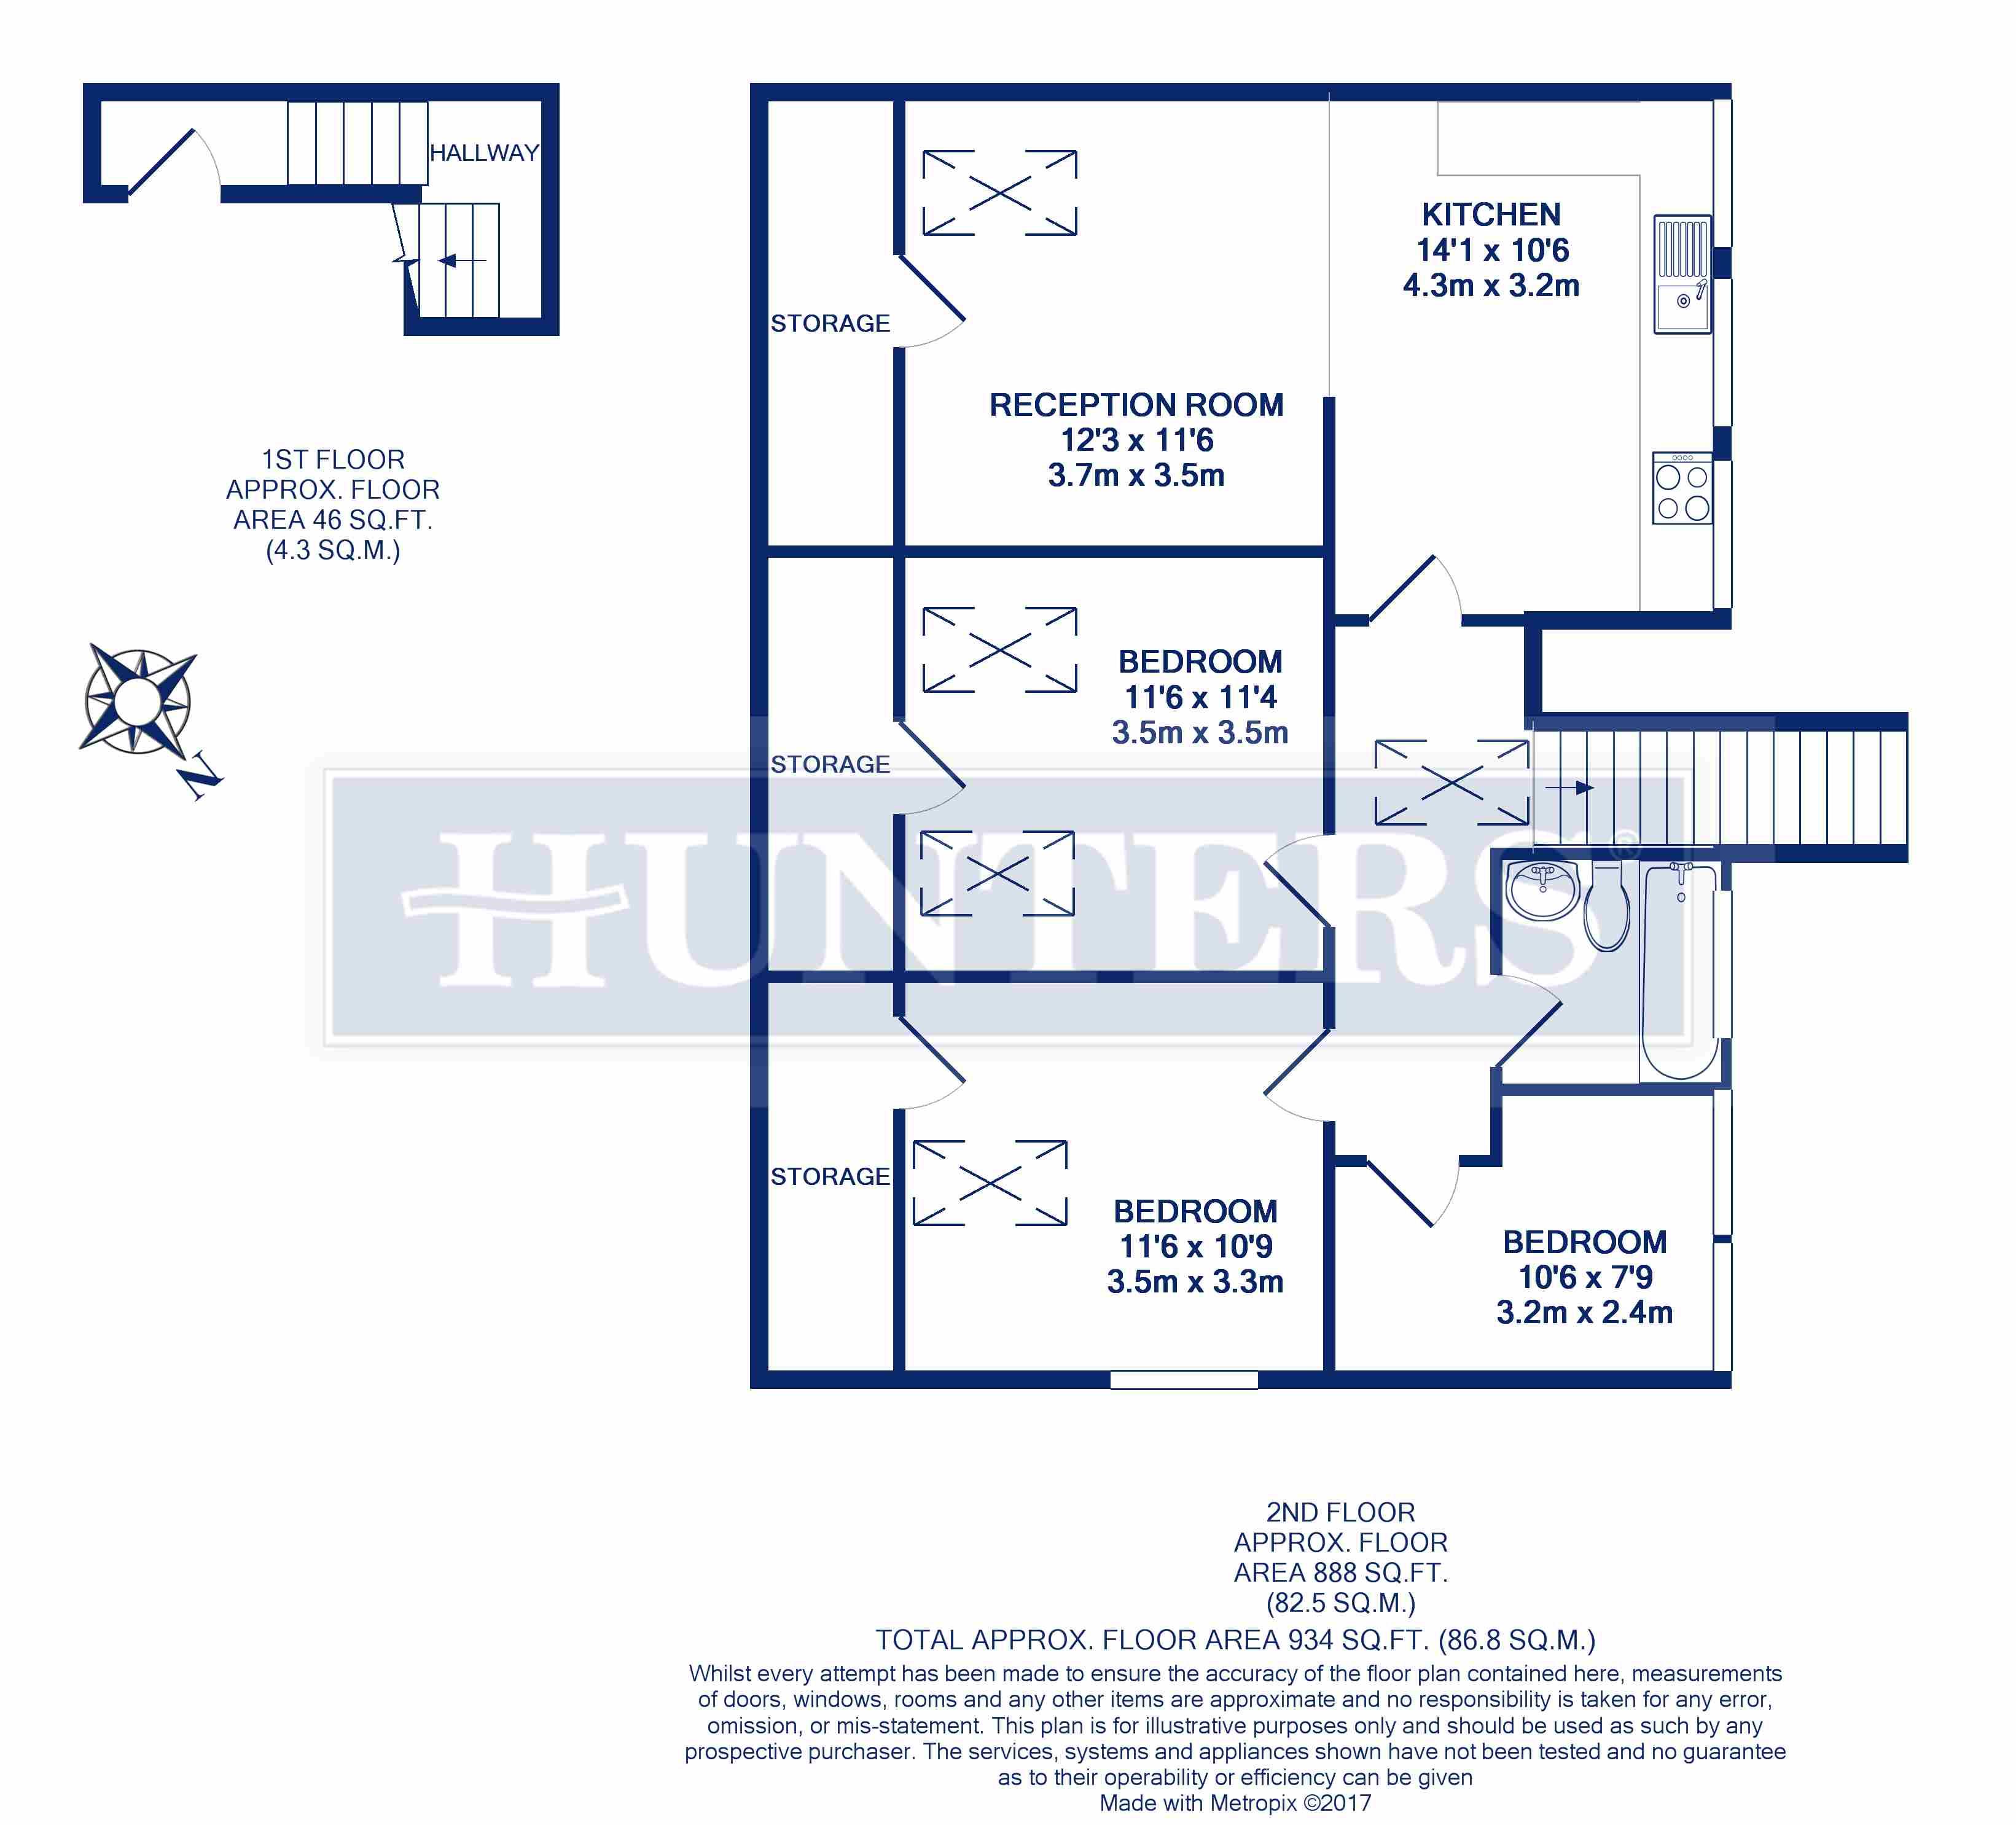 HALLWAY
1ST FLOOR
APPROX. FLOOR
AREA 46 SQ.FT.
(4.3 SQ.M.)
N
STORAGE
RECEPTION ROOM
12'3 x 11'6
3.7m x 3.5m
KITCHEN
14'1 x 10'6
4.3m x 3.2m
STORAGE
BEDROOM
11'6 x 11'4
3.5m x 3.5m
HUNTERS®
STORAGE
BEDROOM
11'6 x 10'9
3.5m x 3.3m
BEDROOM
10'6 x 7'9
3.2m x 2.4m
2ND FLOOR
APPROX. FLOOR
AREA 888 SQ.FT.
(82.5 SQ.M.)
TOTAL APPROX. FLOOR AREA 934 SQ.FT. (86.8 SQ.M.)
Whilst every attempt has been made to ensure the accuracy of the floor plan contained here, measurements
of doors, windows, rooms and any other items are approximate and no responsibility is taken for any error,
omission, or mis-statement. This plan is for illustrative purposes only and should be used as such by any
prospective purchaser. The services, systems and appliances shown have not been tested and no guarantee
as to their operability or efficiency can be given
Made with Metropix ©2017